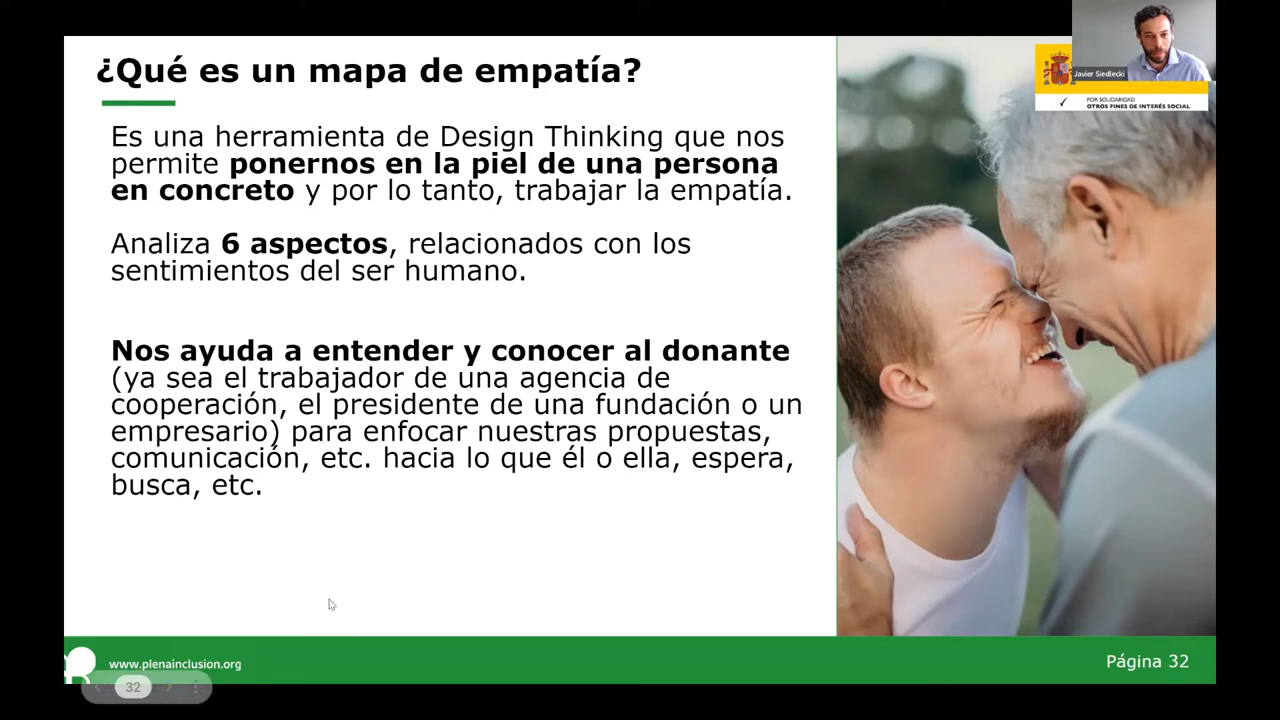 ¿Qué es un mapa de empatía?
Javier Siedlecki
POR SOLIDARIDAD
OTROS FINES DE INTERÉS SOCIAL
Es una herramienta de Design Thinking que nos
permite ponernos en la piel de una persona
en concreto y por lo tanto, trabajar la empatía.
Analiza 6 aspectos, relacionados con los
sentimientos del ser humano.
Nos ayuda a entender y conocer al donante
(ya sea el trabajador de una agencia de
cooperación, el presidente de una fundación o un
empresario) para enfocar nuestras propuestas,
comunicación, etc. hacia lo que él o ella, espera,
busca, etc.
www.plenainclusion.org
Página 32
32